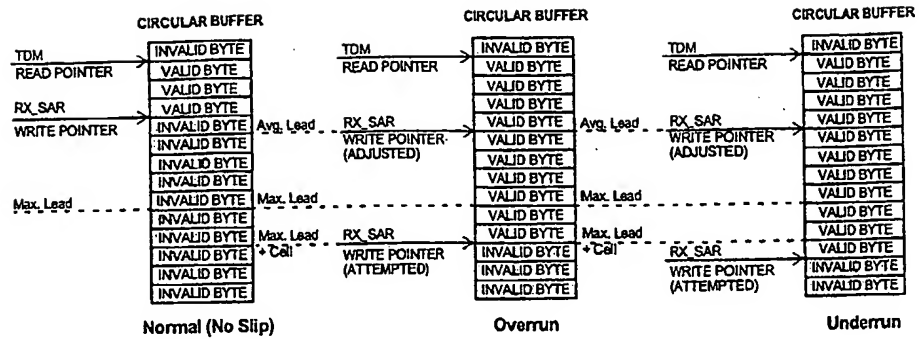 CIRCULAR BUFFER
TDM
READ POINTER
RX_SAR
WRITE POINTER
Max. Lead
INVALID BYTE
VALID BYTE
VALID BYTE
VALID BYTE
INVALID BYTE
INVALID BYTE
INVALID BYTE
INVALID BYTE
INVALID BYTE
INVALID BYTE
INVALID BYTE
INVALID BYTE
INVALID BYTE
INVALID BYTE
Avg. Lead
Max. Lead
Max. Lead
+ Cell
Normal (No Slip)
CIRCULAR BUFFER
TDM
READ POINTER
RX_SAR
WRITE POINTER
(ADJUSTED)
RX_SAR
WRITE POINTER
(ATTEMPTED)
INVALID BYTE
VALID BYTE
VALID BYTE
VALID BYTE
VALID BYTE
VALID BYTE
VALID BYTE
VALID BYTE
VALID BYTE
VALID BYTE
VALID BYTE
INVALID BYTE
INVALID BYTE
INVALID BYTE
Avg. Lead
Max. Lead
Max. Lead
+ Cell
Overrun
CIRCULAR BUFFER
TDM
READ POINTER
RX_SAR
WRITE POINTER
(ADJUSTED)
RX_SAR
WRITE POINTER
(ATTEMPTED)
INVALID BYTE
VALID BYTE
VALID BYTE
VALID BYTE
VALID BYTE
VALID BYTE
VALID BYTE
VALID BYTE
VALID BYTE
VALID BYTE
VALID BYTE
VALID BYTE
INVALID BYTE
INVALID BYTE
Underrun